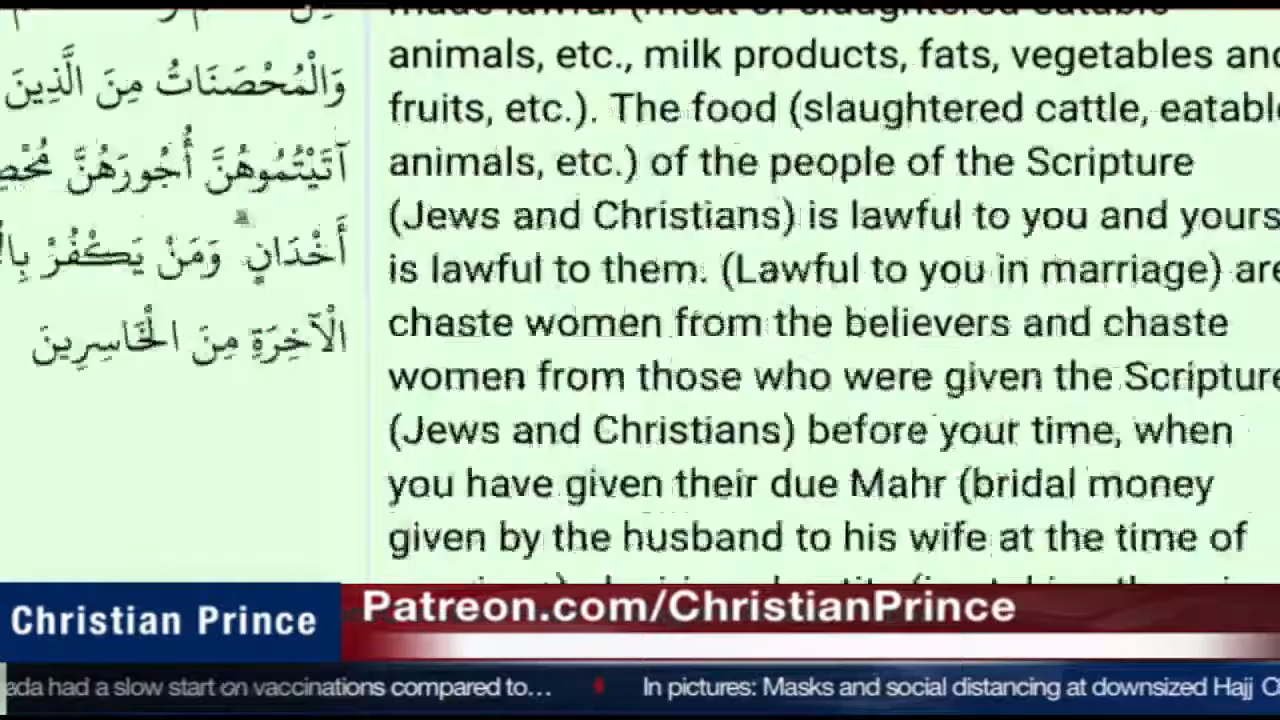 made lawful (meat of slaughtered eatable
وَالْمُحْصَنَاتُ مِنَ الَّذِينَ
animals, etc., milk products, fats, vegetables and
fruits, etc.). The food (slaughtered cattle, eatable
آتَيْتُمُوهُنَّ أُجُورَهُنَّ
animals, etc.) of the people of the Scripture
(Jews and Christians) is lawful to you and yours
أَخْدَانٍ ۗ وَمَنْ يَكْفُرْ
is lawful to them. (Lawful to you in marriage) are
الْآخِرَةِ مِنَ الْخَاسِرِينَ
chaste women from the believers and chaste
women from those who were given the Scripture
(Jews and Christians) before your time, when
you have given their due Mahr (bridal money
given by the husband to his wife at the time of
Christian Prince
Patreon.com/ChristianPrince
ada had a slow start on vaccinations compared to... In pictures: Masks and social distancing at downsized Hajj